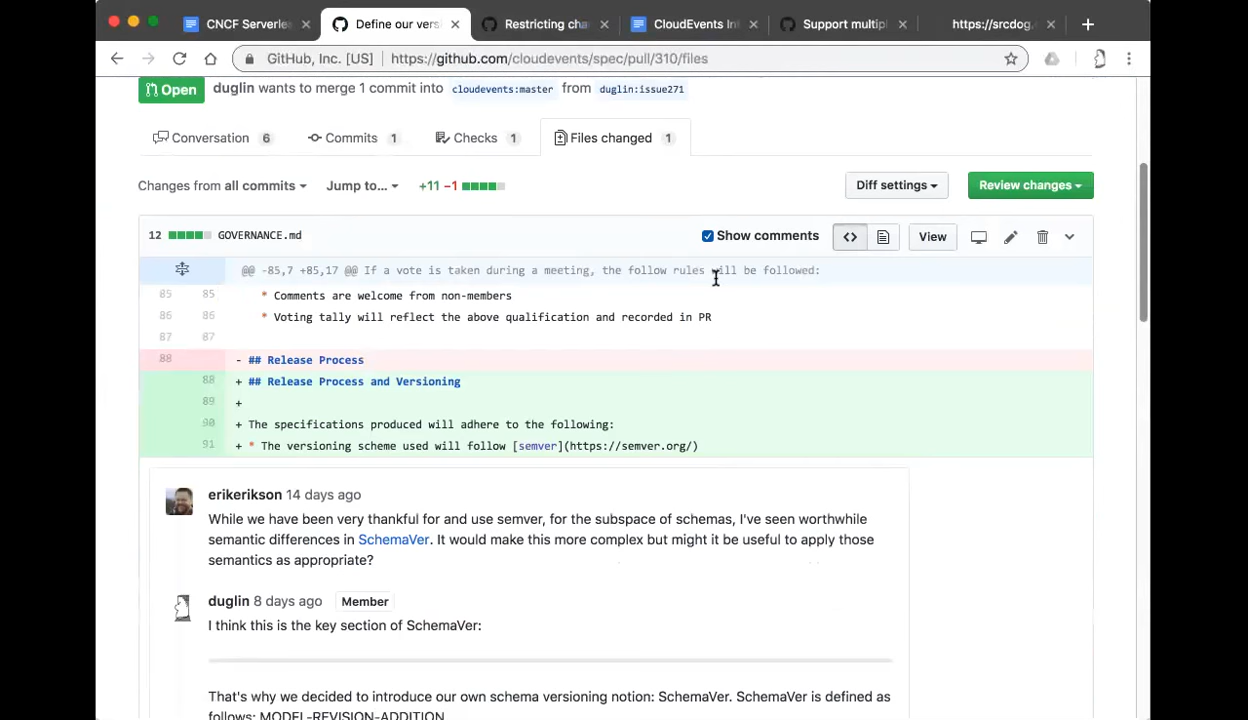 CNCF Serverle
Define our versi
Restricting cha
CloudEvents Int
Support multipl
https://srcdog.
GitHub, Inc. [US]
https://github.com/cloudevents/spec/pull/310/files
Open
duglin wants to merge 1 commit into cloudevents:master from duglin:issue271
Conversation 6
Commits 1
Checks 1
Files changed 1
Changes from all commits
Jump to...
+11 −1
Diff settings
Review changes
12
GOVERNANCE.md
Show comments
View
@@ -85,7 +85,17 @@ If a vote is taken during a meeting, the follow rules will be followed:
85 85 * Comments are welcome from non-members
86 86 * Voting tally will reflect the above qualification and recorded in PR
87 87
88 - ## Release Process
88 + ## Release Process and Versioning
89 +
90 + The specifications produced will adhere to the following:
91 + * The versioning scheme used will follow [semver](https://semver.org/)
erikerikson 14 days ago
While we have been very thankful for and use semver, for the subspace of schemas, I've seen worthwhile
semantic differences in SchemaVer. It would make this more complex but might it be useful to apply those
semantics as appropriate?
duglin 8 days ago Member
I think this is the key section of SchemaVer:
That's why we decided to introduce our own schema versioning notion: SchemaVer. SchemaVer is defined as
follows: MODEL-REVISION-ADDITION